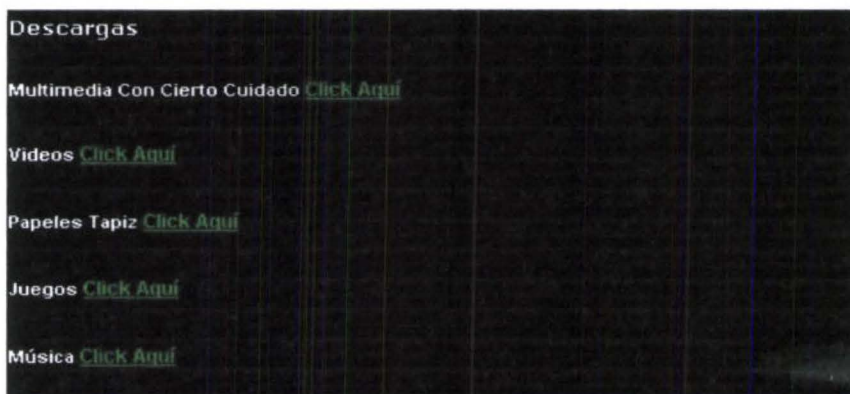 Descargas
Multimedia Con Cierto Cuidado Click Aquí
Videos Click Aquí
Papeles Tapiz Click Aquí
Juegos Click Aquí
Música Click Aquí